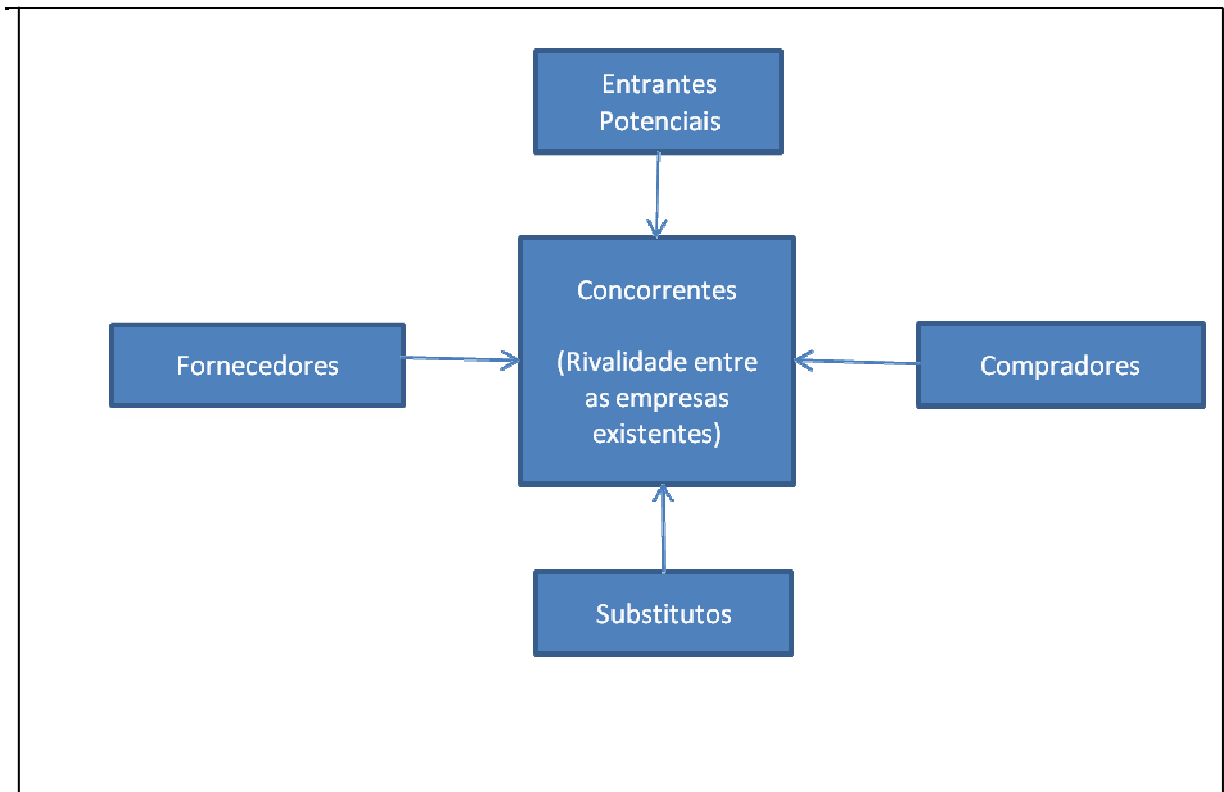 Entrantes
Potenciais
Concorrentes
(Rivalidade entre
as empresas
existentes)
Fornecedores
Compradores
Substitutos